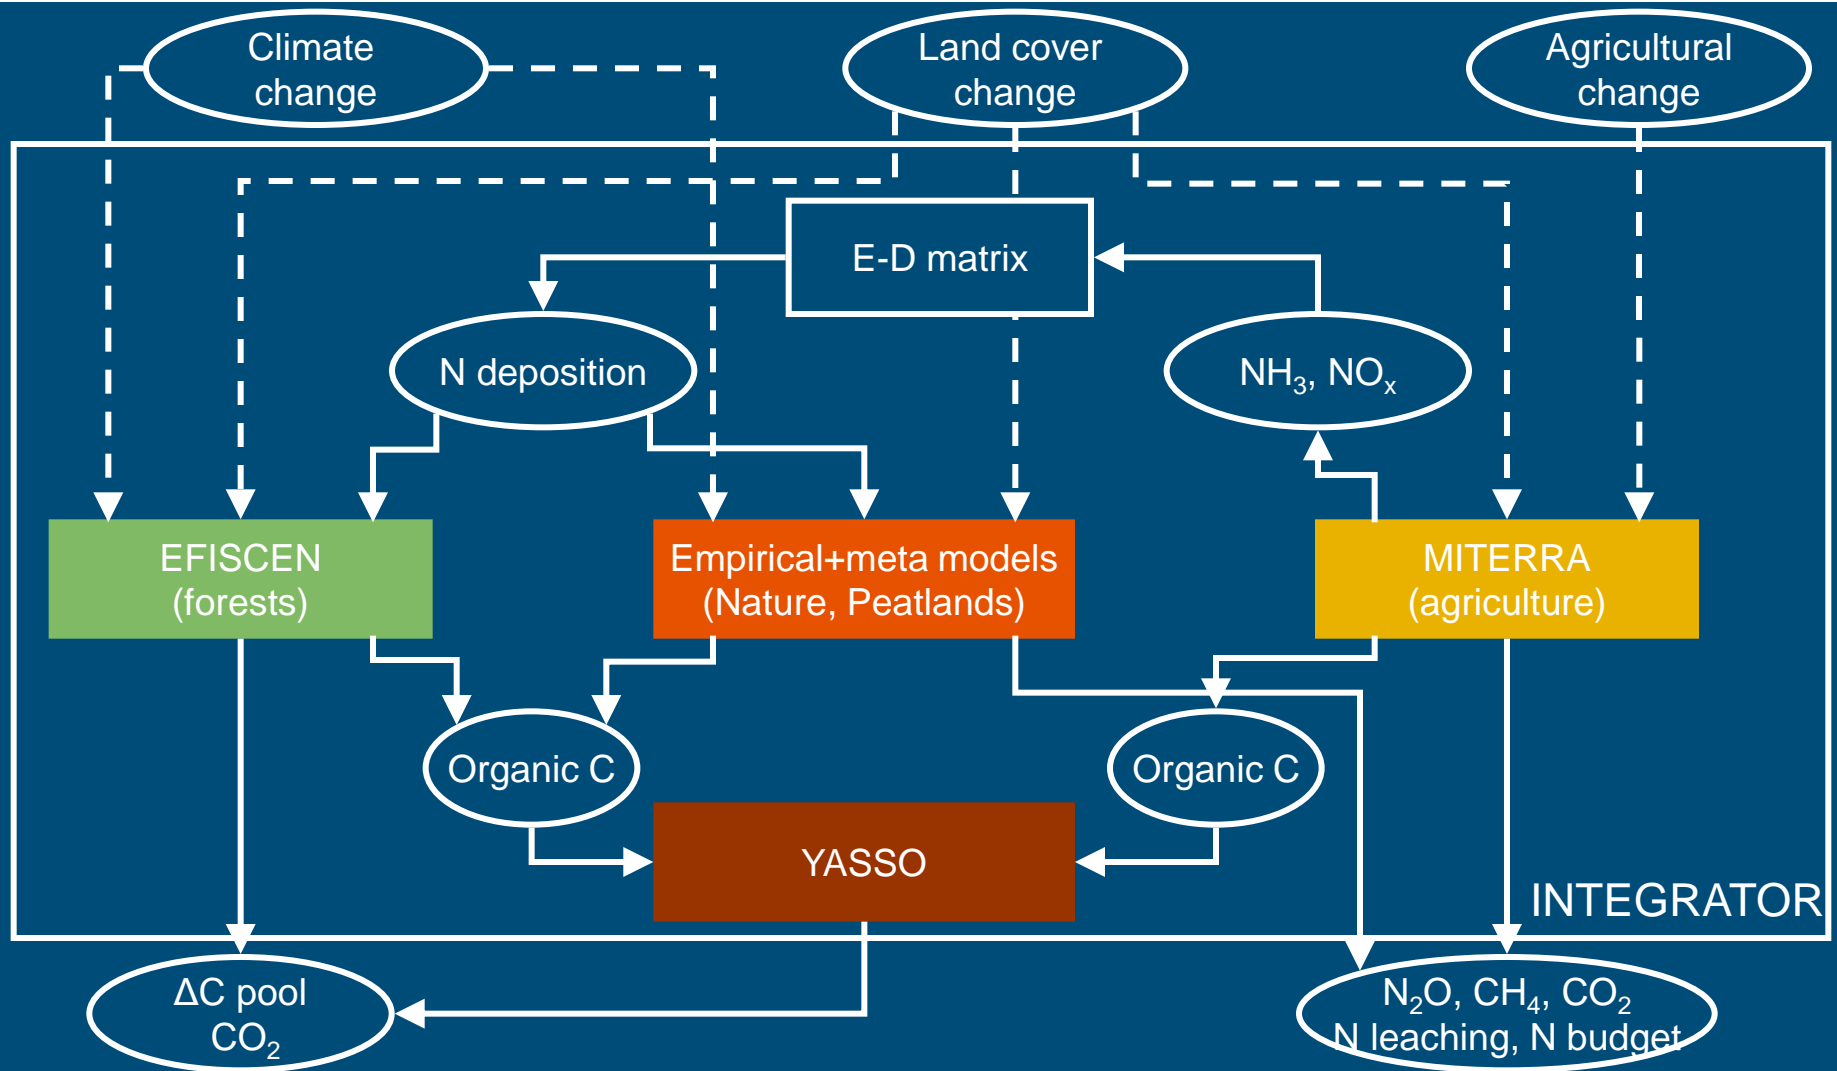 Climate
change
Land cover
change
Agricultural
change
E-D matrix
N deposition
NH₃, NOₓ
EFISCEN
(forests)
Empirical+meta models
(Nature, Peatlands)
MITERRA
(agriculture)
Organic C
Organic C
YASSO
INTEGRATOR
ΔC pool
CO₂
N₂O, CH₄, CO₂
N leaching, N budget